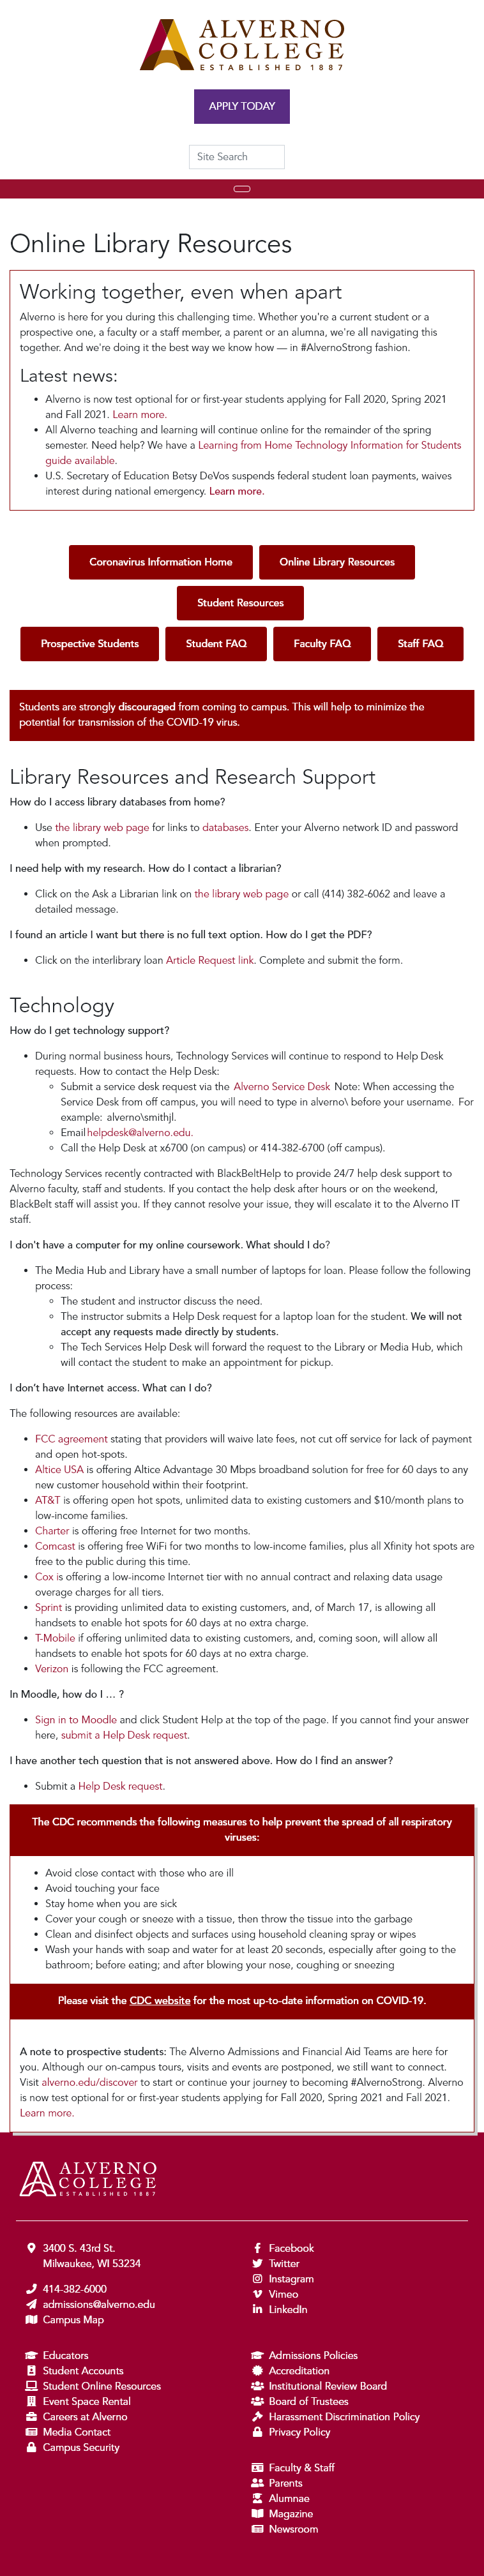 ALVERNO
COLLEGE
ESTABLISHED 1887
APPLY TODAY
Site Search
Online Library Resources
Working together, even when apart
Alverno is here for you during this challenging time. Whether you're a current student or a
prospective one, a faculty or a staff member, a parent or an alumna, we're all navigating this
together. And we're doing it the best way we know how — in #AlvernoStrong fashion.
Latest news:
Alverno is now test optional for or first-year students applying for Fall 2020, Spring 2021
and Fall 2021. Learn more.
All Alverno teaching and learning will continue online for the remainder of the spring
semester. Need help? We have a Learning from Home Technology Information for Students
guide available.
U.S. Secretary of Education Betsy DeVos suspends federal student loan payments, waives
interest during national emergency. Learn more.
Coronavirus Information Home
Online Library Resources
Student Resources
Prospective Students
Student FAQ
Faculty FAQ
Staff FAQ
Students are strongly discouraged from coming to campus. This will help to minimize the
potential for transmission of the COVID-19 virus.
Library Resources and Research Support
How do I access library databases from home?
Use the library web page for links to databases. Enter your Alverno network ID and password
when prompted.
I need help with my research. How do I contact a librarian?
Click on the Ask a Librarian link on the library web page or call (414) 382-6062 and leave a
detailed message.
I found an article I want but there is no full text option. How do I get the PDF?
Click on the interlibrary loan Article Request link. Complete and submit the form.
Technology
How do I get technology support?
During normal business hours, Technology Services will continue to respond to Help Desk
requests. How to contact the Help Desk:
Submit a service desk request via the Alverno Service Desk Note: When accessing the
Service Desk from off campus, you will need to type in alverno\ before your username. For
example: alverno\smithjl.
Email helpdesk@alverno.edu.
Call the Help Desk at x6700 (on campus) or 414-382-6700 (off campus).
Technology Services recently contracted with BlackBeltHelp to provide 24/7 help desk support to
Alverno faculty, staff and students. If you contact the help desk after hours or on the weekend,
BlackBelt staff will assist you. If they cannot resolve your issue, they will escalate it to the Alverno IT
staff.
I don't have a computer for my online coursework. What should I do?
The Media Hub and Library have a small number of laptops for loan. Please follow the following
process:
The student and instructor discuss the need.
The instructor submits a Help Desk request for a laptop loan for the student. We will not
accept any requests made directly by students.
The Tech Services Help Desk will forward the request to the Library or Media Hub, which
will contact the student to make an appointment for pickup.
I don't have Internet access. What can I do?
The following resources are available:
FCC agreement stating that providers will waive late fees, not cut off service for lack of payment
and open hot-spots.
Altice USA is offering Altice Advantage 30 Mbps broadband solution for free for 60 days to any
new customer household within their footprint.
AT&T is offering open hot spots, unlimited data to existing customers and $10/month plans to
low-income families.
Charter is offering free Internet for two months.
Comcast is offering free WiFi for two months to low-income families, plus all Xfinity hot spots are
free to the public during this time.
Cox is offering a low-income Internet tier with no annual contract and relaxing data usage
overage charges for all tiers.
Sprint is providing unlimited data to existing customers, and, of March 17, is allowing all
handsets to enable hot spots for 60 days at no extra charge.
T-Mobile if offering unlimited data to existing customers, and, coming soon, will allow all
handsets to enable hot spots for 60 days at no extra charge.
Verizon is following the FCC agreement.
In Moodle, how do I … ?
Sign in to Moodle and click Student Help at the top of the page. If you cannot find your answer
here, submit a Help Desk request.
I have another tech question that is not answered above. How do I find an answer?
Submit a Help Desk request.
The CDC recommends the following measures to help prevent the spread of all respiratory
viruses:
Avoid close contact with those who are ill
Avoid touching your face
Stay home when you are sick
Cover your cough or sneeze with a tissue, then throw the tissue into the garbage
Clean and disinfect objects and surfaces using household cleaning spray or wipes
Wash your hands with soap and water for at least 20 seconds, especially after going to the
bathroom; before eating; and after blowing your nose, coughing or sneezing
Please visit the CDC website for the most up-to-date information on COVID-19.
A note to prospective students: The Alverno Admissions and Financial Aid Teams are here for
you. Although our on-campus tours, visits and events are postponed, we still want to connect.
Visit alverno.edu/discover to start or continue your journey to becoming #AlvernoStrong. Alverno
is now test optional for or first-year students applying for Fall 2020, Spring 2021 and Fall 2021.
Learn more.
ALVERNO
COLLEGE
ESTABLISHED 1887
3400 S. 43rd St.
Milwaukee, WI 53234
414-382-6000
admissions@alverno.edu
Campus Map
Facebook
Twitter
Instagram
Vimeo
LinkedIn
Educators
Student Accounts
Student Online Resources
Event Space Rental
Careers at Alverno
Media Contact
Campus Security
Admissions Policies
Accreditation
Institutional Review Board
Board of Trustees
Harassment Discrimination Policy
Privacy Policy
Faculty & Staff
Parents
Alumnae
Magazine
Newsroom